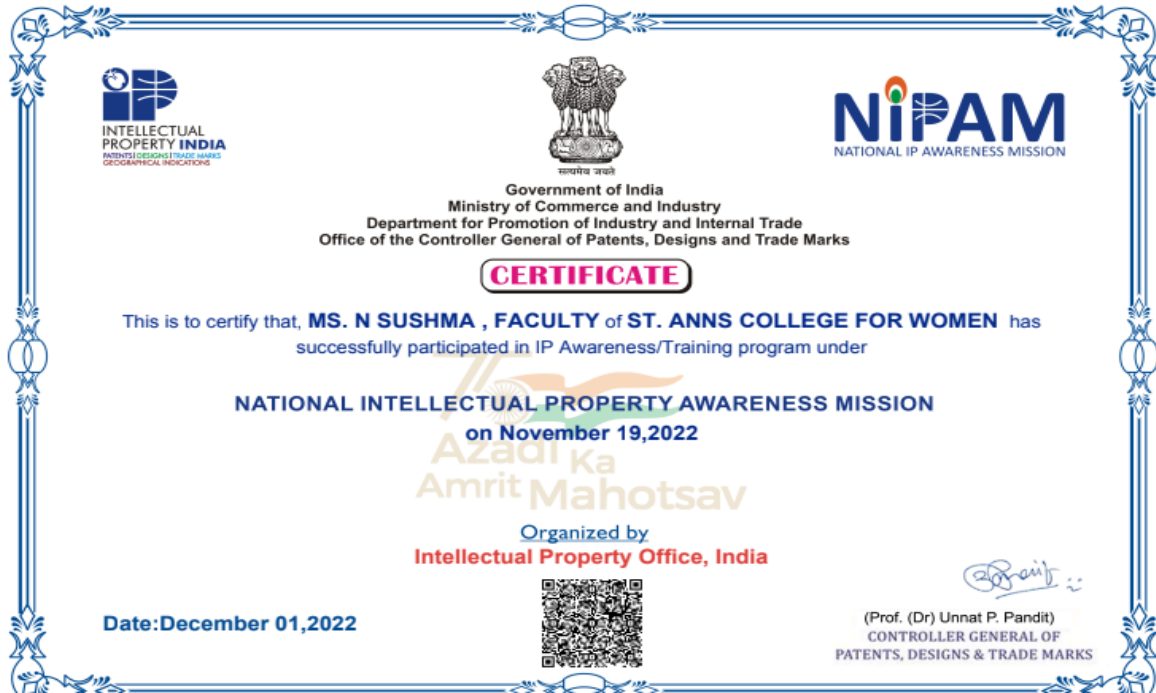 iP
INTELLECTUAL
PROPERTY INDIA
PATENTS | DESIGNS | TRADE MARKS
GEOGRAPHICAL INDICATIONS
सत्यमेव जयते
NiPAM
NATIONAL IP AWARENESS MISSION
Government of India
Ministry of Commerce and Industry
Department for Promotion of Industry and Internal Trade
Office of the Controller General of Patents, Designs and Trade Marks
CERTIFICATE
This is to certify that, MS. N SUSHMA , FACULTY of ST. ANNS COLLEGE FOR WOMEN has
successfully participated in IP Awareness/Training program under
75
NATIONAL INTELLECTUAL PROPERTY AWARENESS MISSION
on November 19,2022
Azadi Ka
Amrit Mahotsav
Organized by
Intellectual Property Office, India
Date:December 01,2022
(Prof. (Dr) Unnat P. Pandit)
CONTROLLER GENERAL OF
PATENTS, DESIGNS & TRADE MARKS